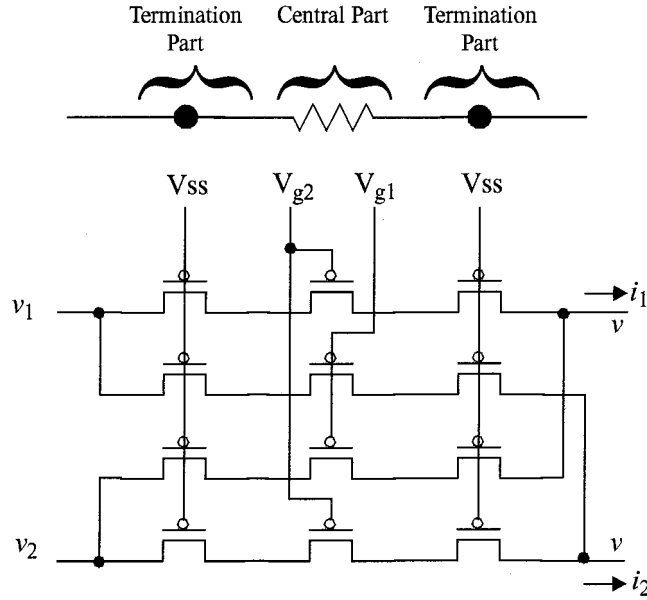 Termination Part
Central Part
Termination Part
Vss
Vg2
Vg1
Vss
v1
i1
v
v2
v
i2